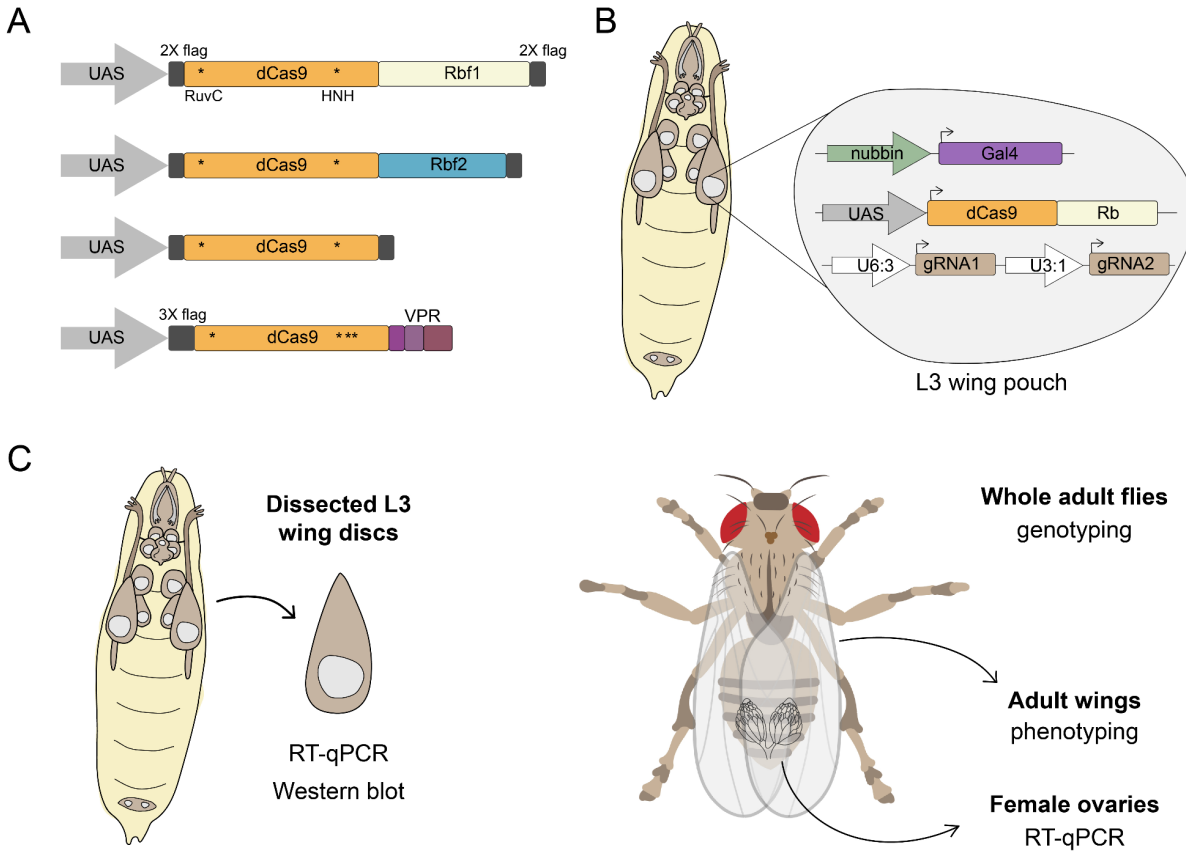 A
2X flag
2X flag
UAS
*
dCas9
*
Rbf1
RuvC
HNH
UAS
*
dCas9
*
Rbf2
UAS
*
dCas9
*
3X flag
VPR
UAS
*
dCas9
* **
B
nubbin
Gal4
UAS
dCas9
Rb
U6:3
gRNA1
U3:1
gRNA2
L3 wing pouch
C
Dissected L3
wing discs
RT-qPCR
Western blot
Whole adult flies
genotyping
Adult wings
phenotyping
Female ovaries
RT-qPCR